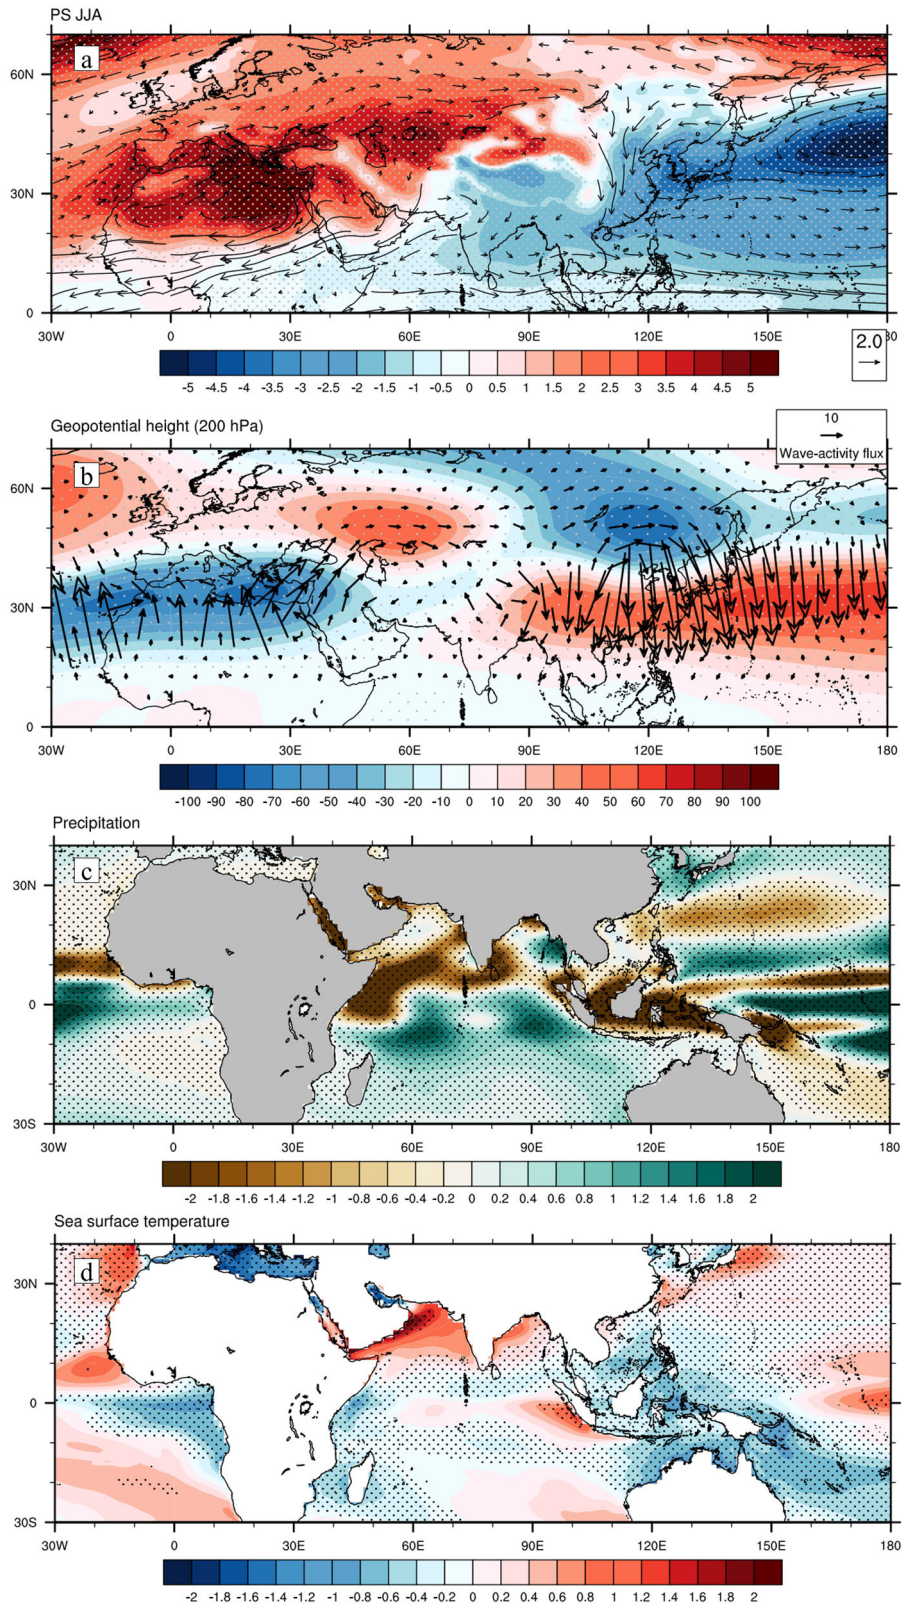 PS JJA
a
60N
30N
0
30W 0 30E 60E 90E 120E 150E 180
2.0
-5 -4.5 -4 -3.5 -3 -2.5 -2 -1.5 -1 -0.5 0 0.5 1 1.5 2 2.5 3 3.5 4 4.5 5
Geopotential height (200 hPa)
10
Wave-activity flux
b
60N
30N
0
30W 0 30E 60E 90E 120E 150E 180
-100 -90 -80 -70 -60 -50 -40 -30 -20 -10 0 10 20 30 40 50 60 70 80 90 100
Precipitation
c
30N
0
30S
30W 0 30E 60E 90E 120E 150E 180
-2 -1.8 -1.6 -1.4 -1.2 -1 -0.8 -0.6 -0.4 -0.2 0 0.2 0.4 0.6 0.8 1 1.2 1.4 1.6 1.8 2
Sea surface temperature
d
30N
0
30S
30W 0 30E 60E 90E 120E 150E 180
-2 -1.8 -1.6 -1.4 -1.2 -1 -0.8 -0.6 -0.4 -0.2 0 0.2 0.4 0.6 0.8 1 1.2 1.4 1.6 1.8 2